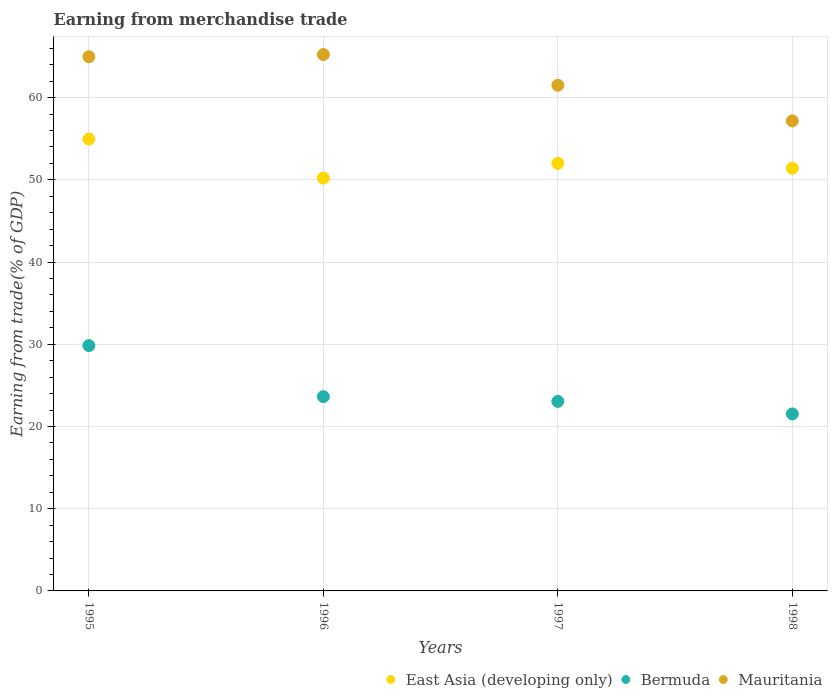 Earning from merchandise trade
Earning from trade(% of GDP)
60
50
40
30
20
10
0
1995
1996
1997
1998
Years
East Asia (developing only)
Bermuda
Mauritania